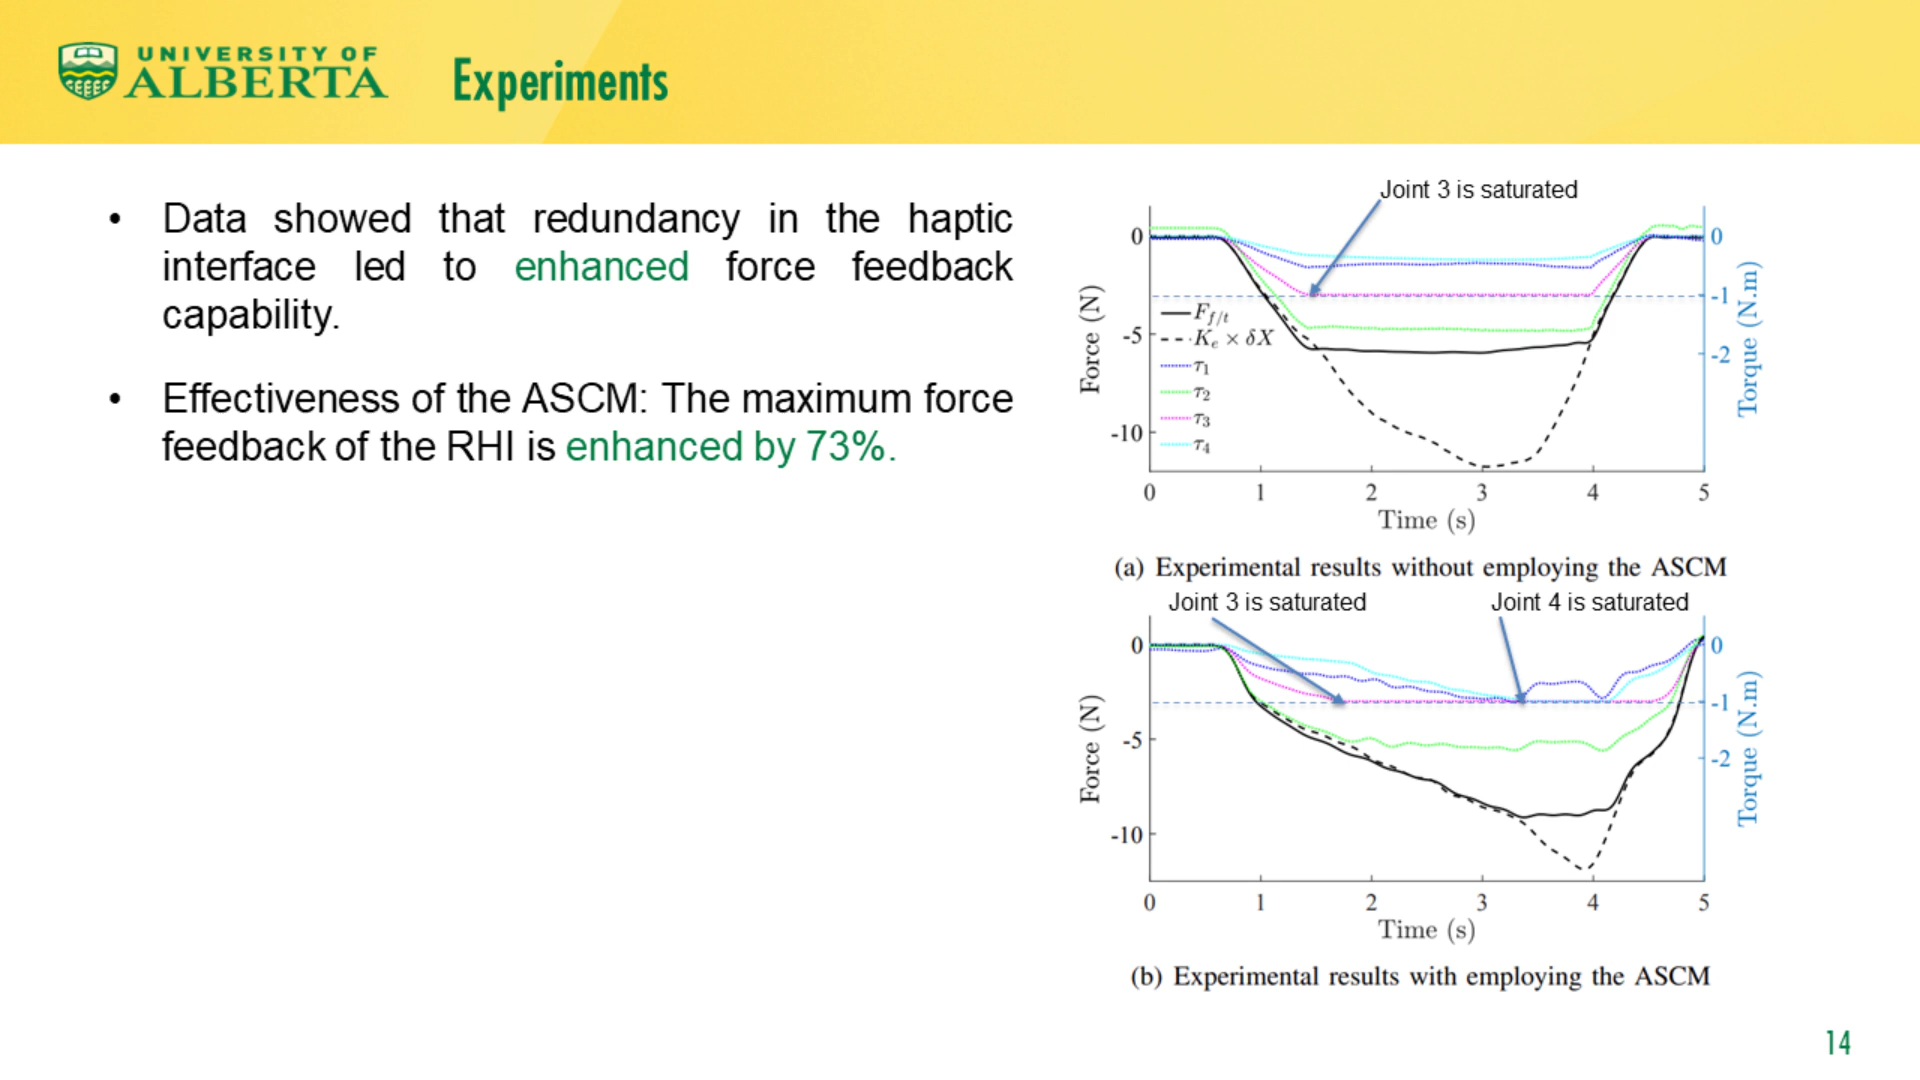 UNIVERSITY OF
ALBERTA
Experiments
• Data showed that redundancy in the haptic
interface led to enhanced force feedback
capability.
• Effectiveness of the ASCM: The maximum force
feedback of the RHI is enhanced by 73%.
Joint 3 is saturated
0
-5
-10
Force (N)
F_{f/t}
K_e × δX
τ_1
τ_2
τ_3
τ_4
0
-1
-2
Torque (N.m)
0 1 2 3 4 5
Time (s)
(a) Experimental results without employing the ASCM
Joint 3 is saturated
Joint 4 is saturated
0
-5
-10
Force (N)
0
-1
-2
Torque (N.m)
0 1 2 3 4 5
Time (s)
(b) Experimental results with employing the ASCM
14